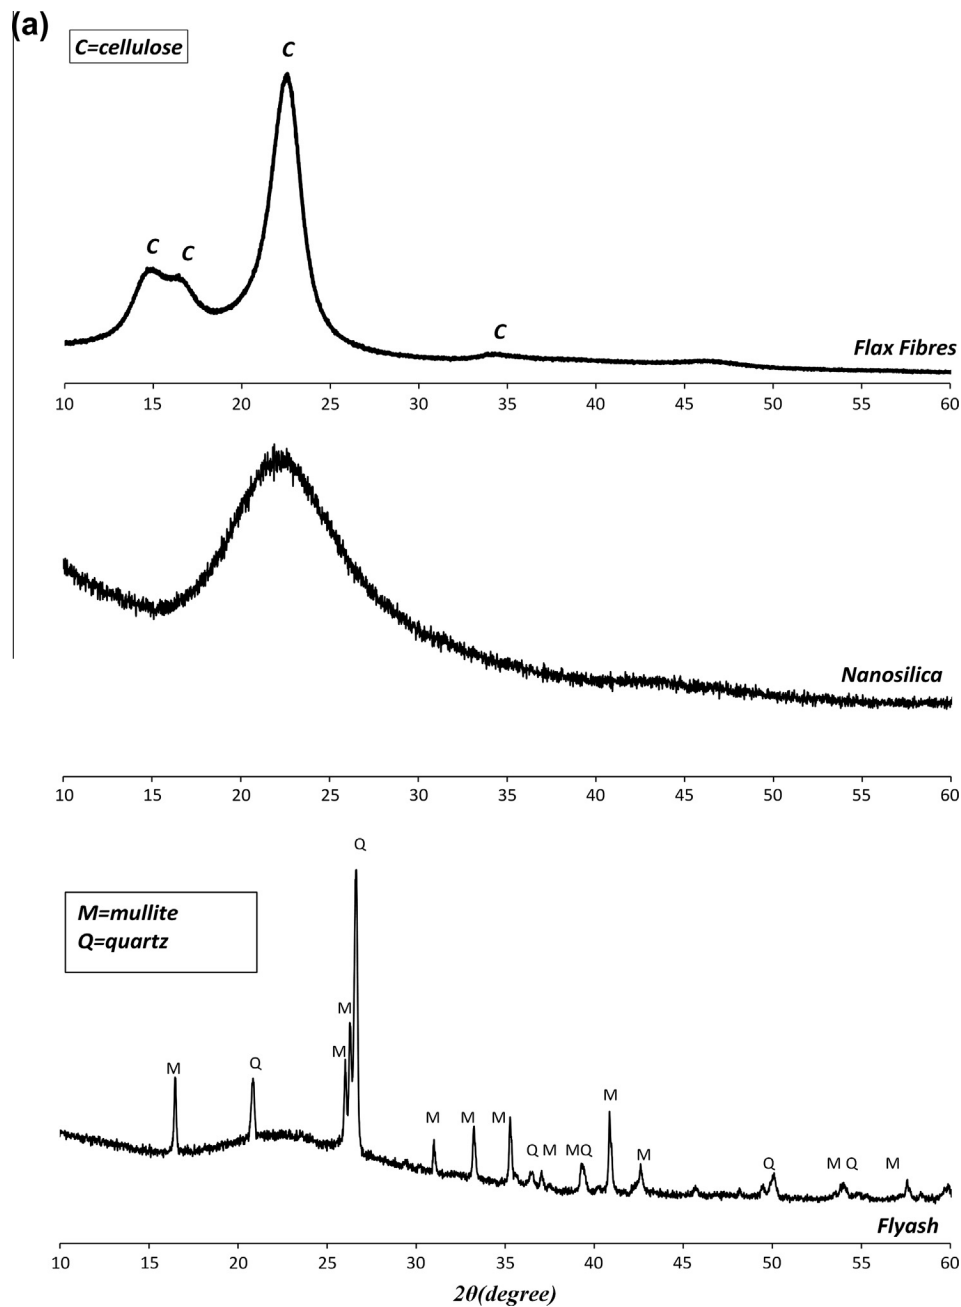 (a)
C=cellulose
C
C C
C
Flax Fibres
10 15 20 25 30 35 40 45 50 55 60
Nanosilica
10 15 20 25 30 35 40 45 50 55 60
Q
M=mullite
Q=quartz
M
M
M Q
M M M M
Q M MQ Q M Q M
M
Flyash
10 15 20 25 30 35 40 45 50 55 60
2θ(degree)